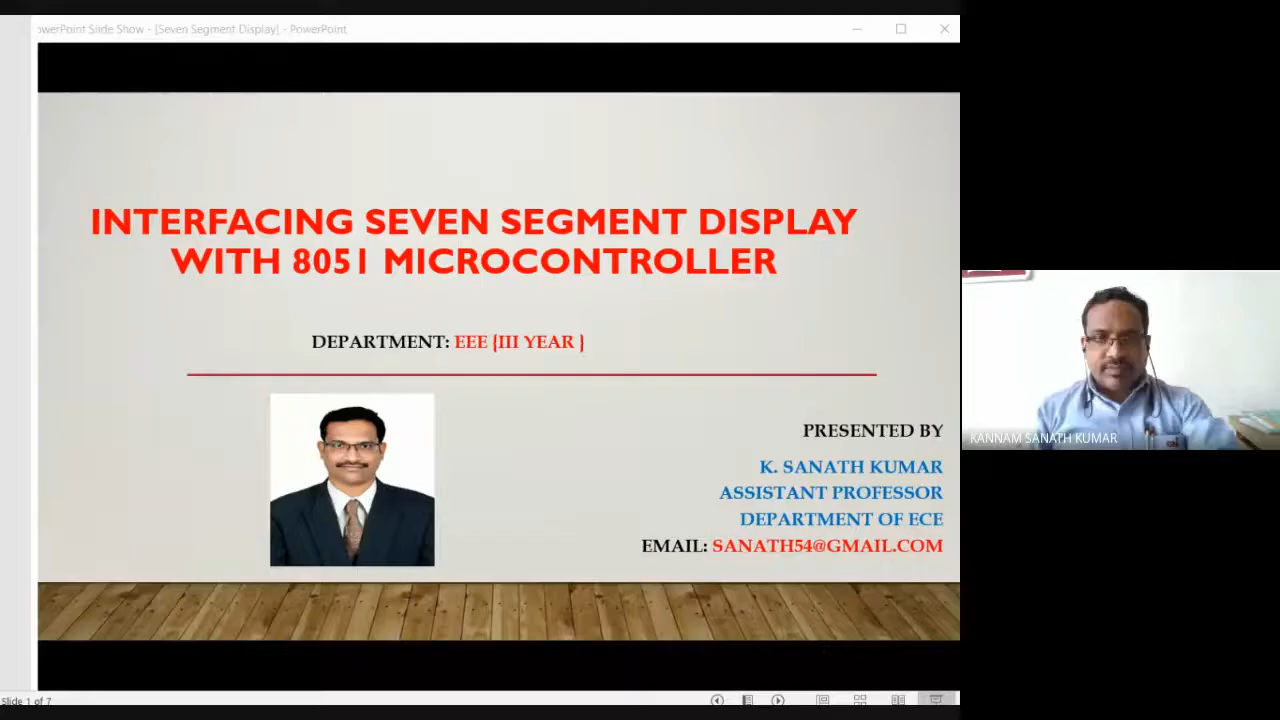 owerPoint Slide Show - [Seven Segment Display] - PowerPoint
INTERFACING SEVEN SEGMENT DISPLAY
WITH 8051 MICROCONTROLLER
DEPARTMENT: EEE {III YEAR }
PRESENTED BY
K. SANATH KUMAR
ASSISTANT PROFESSOR
DEPARTMENT OF ECE
EMAIL: SANATH54@GMAIL.COM
KANNAM SANATH KUMAR
Slide 1 of 7